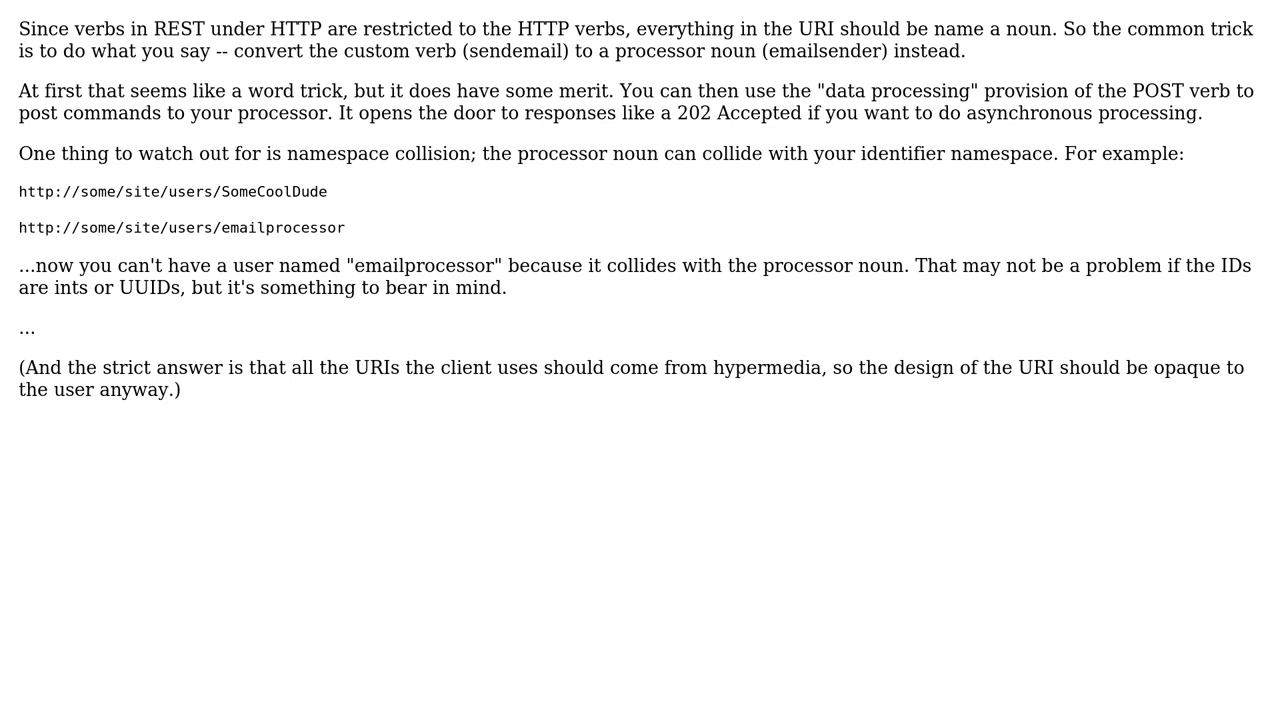 Since verbs in REST under HTTP are restricted to the HTTP verbs, everything in the URI should be name a noun. So the common trick
is to do what you say -- convert the custom verb (sendemail) to a processor noun (emailsender) instead.
At first that seems like a word trick, but it does have some merit. You can then use the "data processing" provision of the POST verb to
post commands to your processor. It opens the door to responses like a 202 Accepted if you want to do asynchronous processing.
One thing to watch out for is namespace collision; the processor noun can collide with your identifier namespace. For example:
http://some/site/users/SomeCoolDude
http://some/site/users/emailprocessor
...now you can't have a user named "emailprocessor" because it collides with the processor noun. That may not be a problem if the IDs
are ints or UUIDs, but it's something to bear in mind.
...
(And the strict answer is that all the URIs the client uses should come from hypermedia, so the design of the URI should be opaque to
the user anyway.)